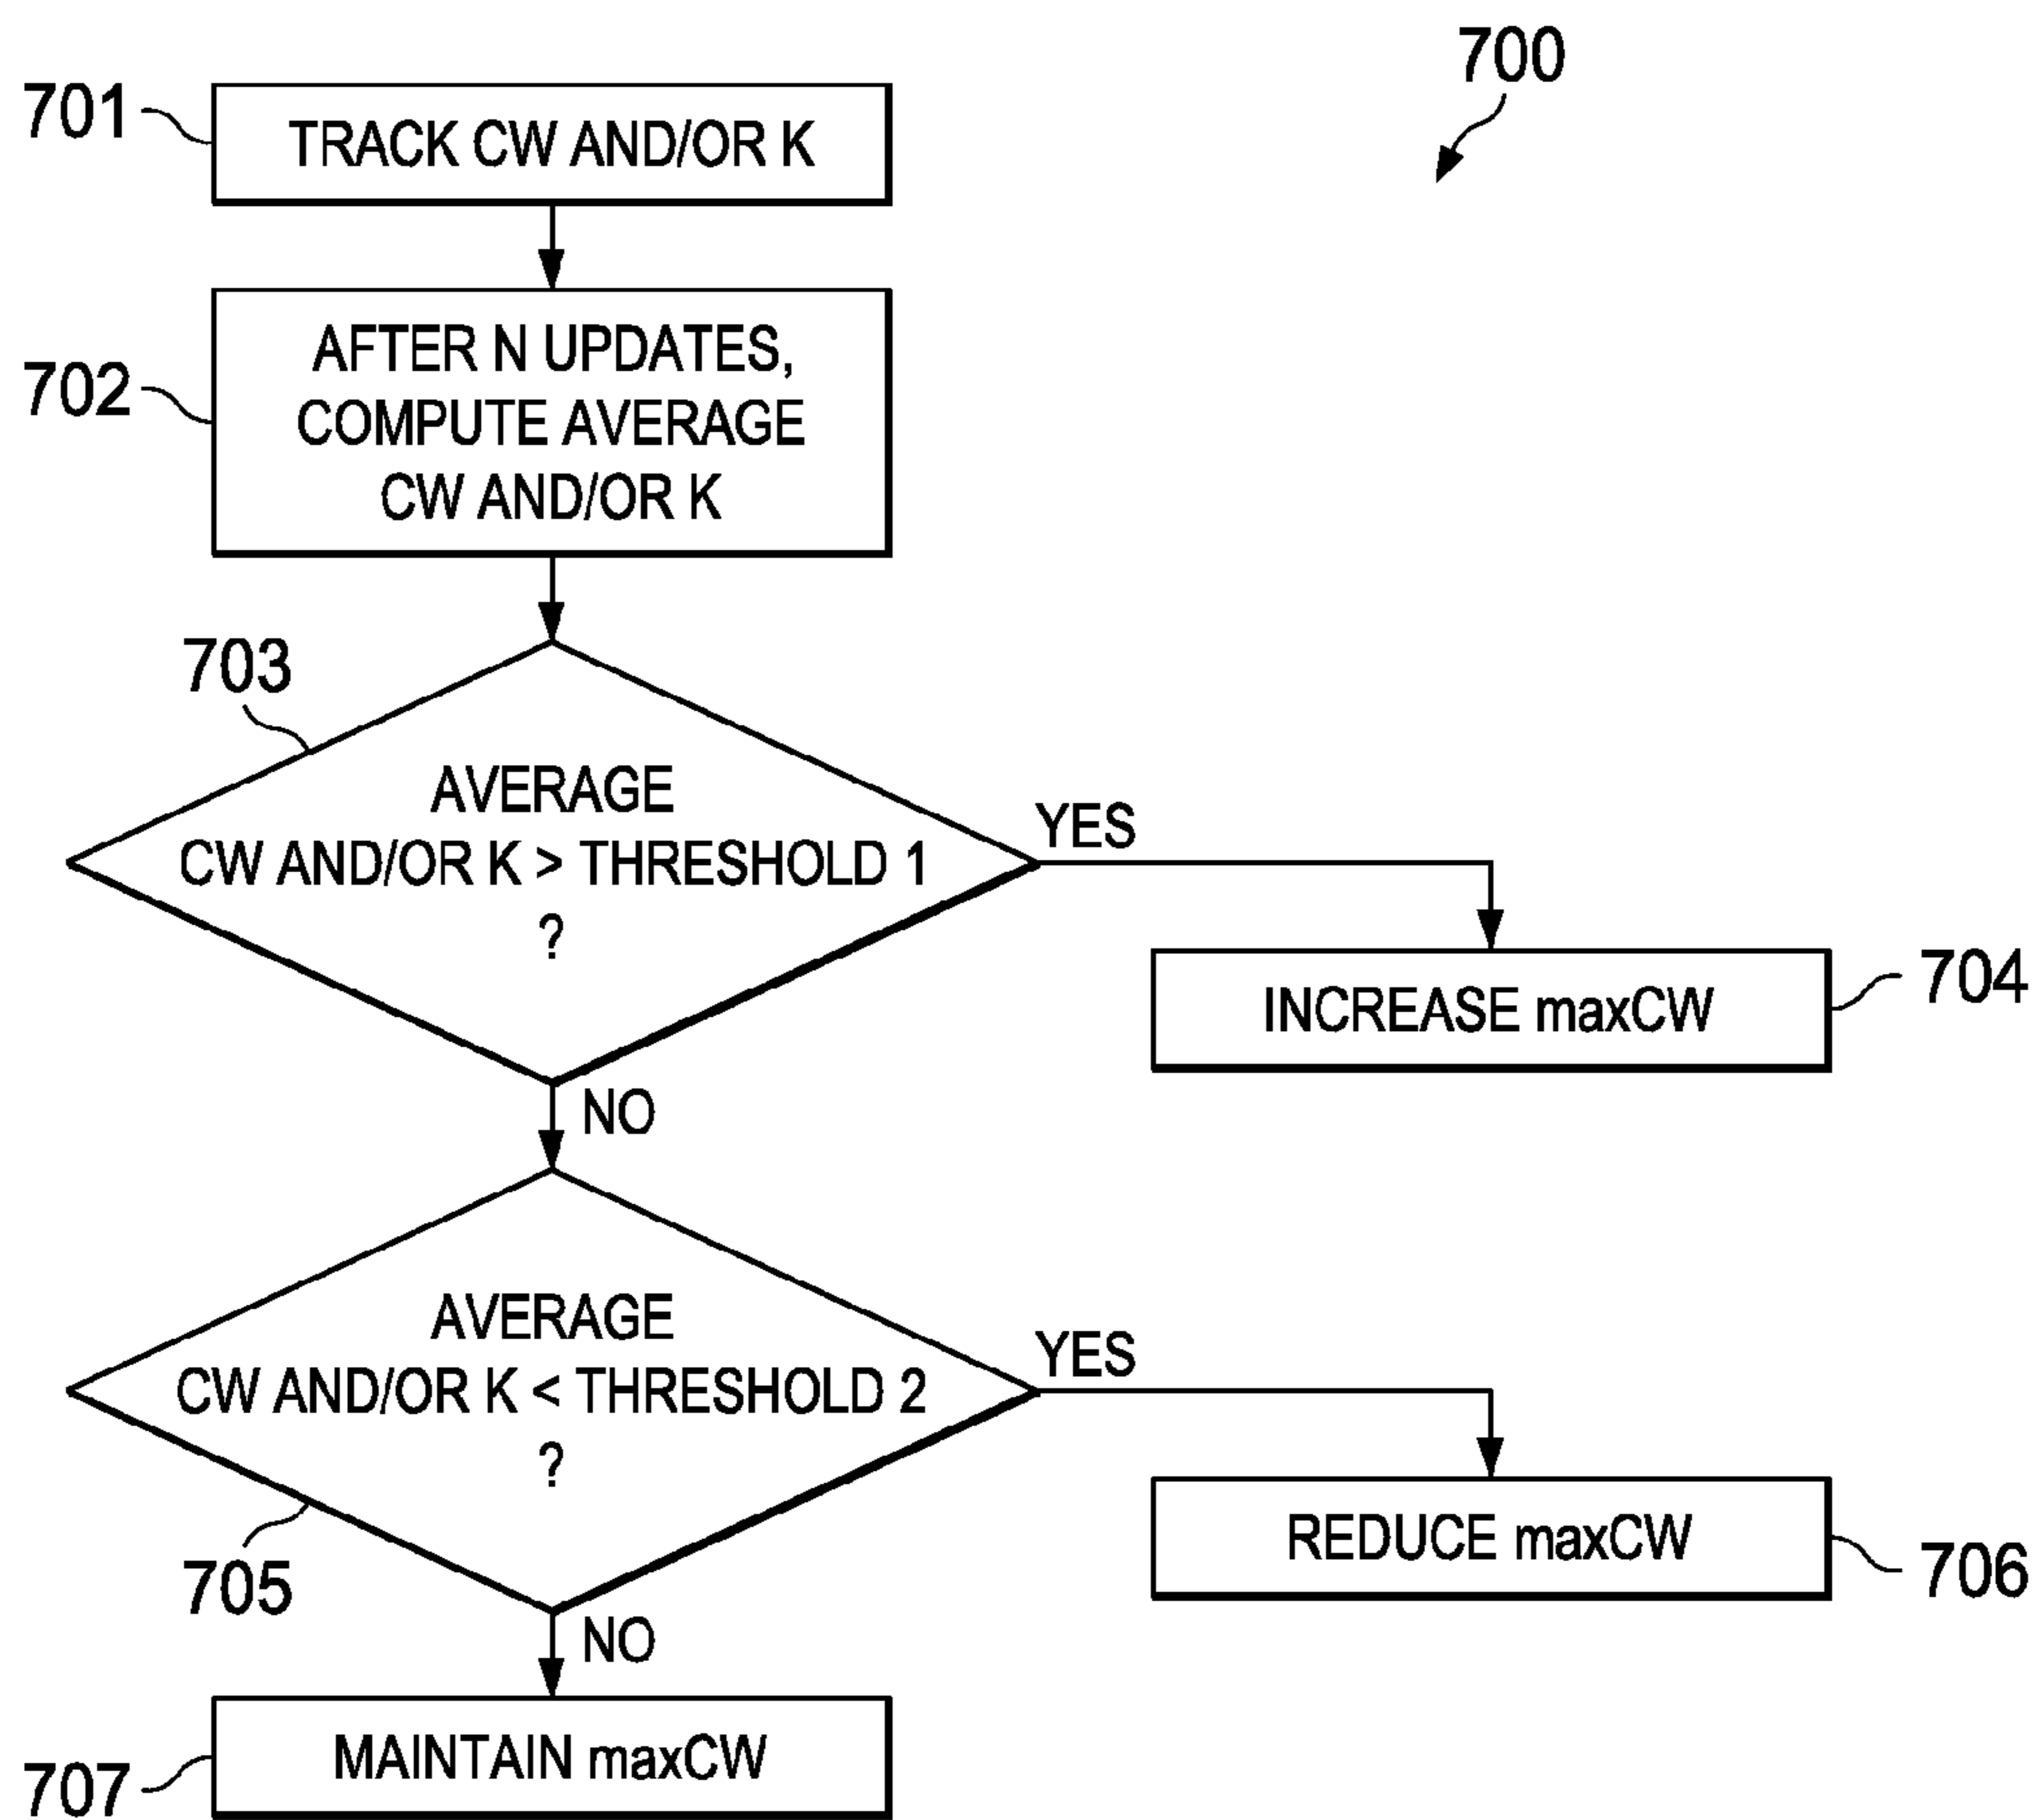 700
701
TRACK CW AND/OR K
702
AFTER N UPDATES,
COMPUTE AVERAGE
CW AND/OR K
703
AVERAGE
CW AND/OR K > THRESHOLD 1
?
YES
INCREASE maxCW
704
NO
AVERAGE
CW AND/OR K < THRESHOLD 2
?
YES
705
REDUCE maxCW
706
NO
MAINTAIN maxCW
707